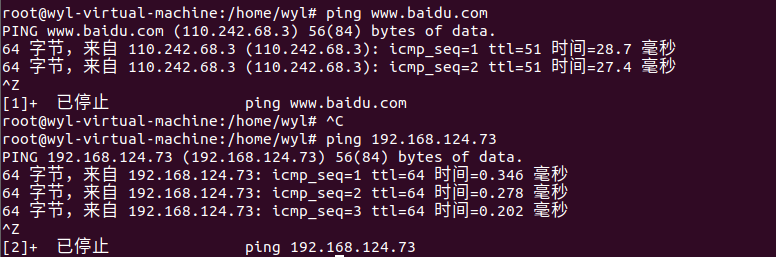 root@wyl-virtual-machine:/home/wyl# ping www.baidu.com
PING www.baidu.com (110.242.68.3) 56(84) bytes of data.
64 字节，来自 110.242.68.3 (110.242.68.3): icmp_seq=1 ttl=51 时间=28.7 毫秒
64 字节，来自 110.242.68.3 (110.242.68.3): icmp_seq=2 ttl=51 时间=27.4 毫秒
^Z
[1]+  已停止               ping www.baidu.com
root@wyl-virtual-machine:/home/wyl# ^C
root@wyl-virtual-machine:/home/wyl# ping 192.168.124.73
PING 192.168.124.73 (192.168.124.73) 56(84) bytes of data.
64 字节，来自 192.168.124.73: icmp_seq=1 ttl=64 时间=0.346 毫秒
64 字节，来自 192.168.124.73: icmp_seq=2 ttl=64 时间=0.278 毫秒
64 字节，来自 192.168.124.73: icmp_seq=3 ttl=64 时间=0.202 毫秒
^Z
[2]+  已停止               ping 192.168.124.73